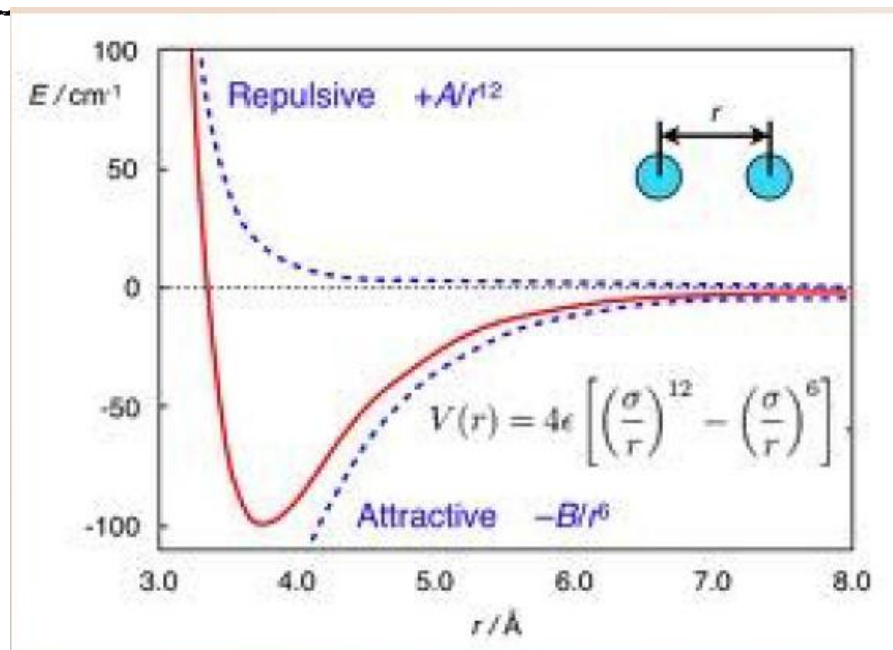 100
E / cm-1
Repulsive +A/r12
r
50
0
-50
V(r) = 4ϵ [(σ/r)12 − (σ/r)6] ,
Attractive –B/r6
-100
3.0 4.0 5.0 6.0 7.0 8.0
r / Å